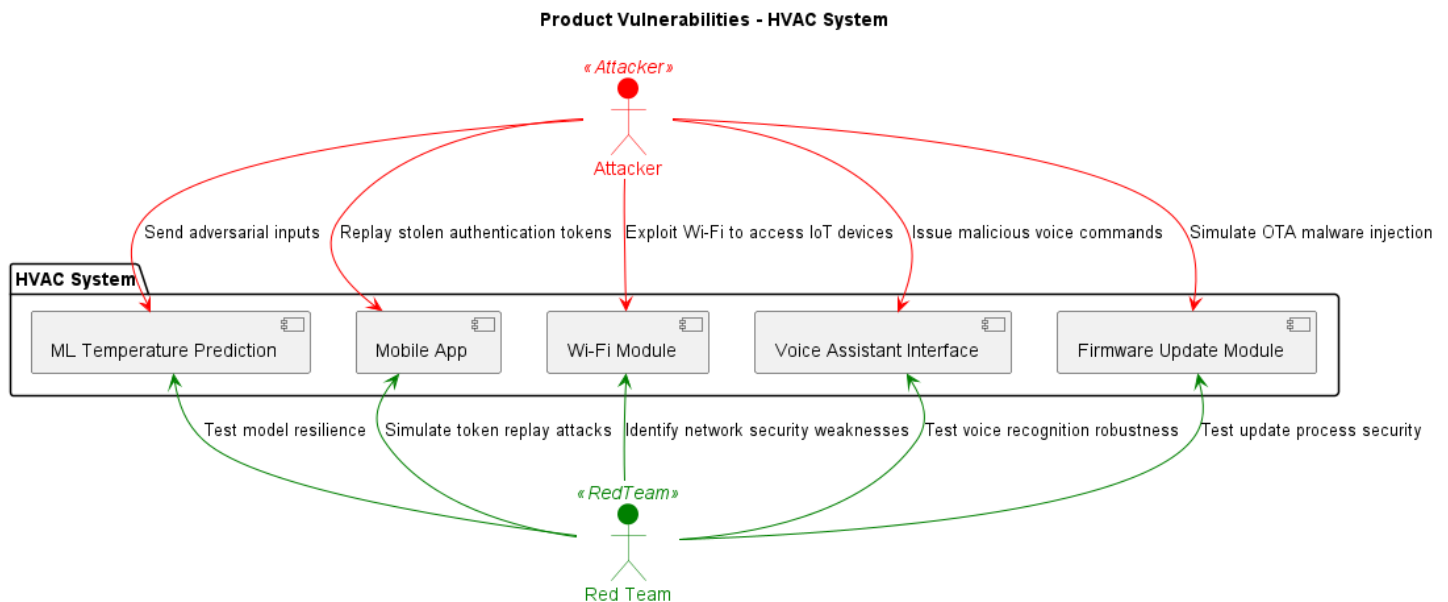 Product Vulnerabilities - HVAC System
«Attacker»
Attacker
Send adversarial inputs
Replay stolen authentication tokens
Exploit Wi-Fi to access IoT devices
Issue malicious voice commands
Simulate OTA malware injection
HVAC System
ML Temperature Prediction
Mobile App
Wi-Fi Module
Voice Assistant Interface
Firmware Update Module
Test model resilience
Simulate token replay attacks
Identify network security weaknesses
Test voice recognition robustness
Test update process security
«RedTeam»
Red Team